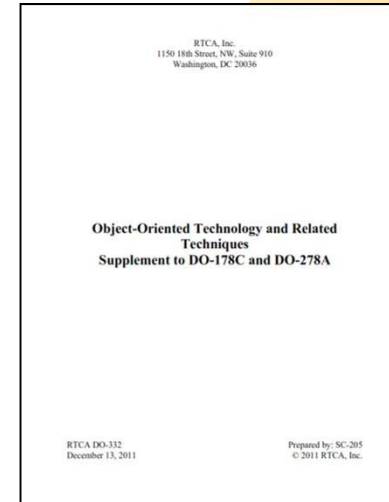 RTCA, Inc.
1150 18th Street, NW, Suite 910
Washington, DC 20036
Object-Oriented Technology and Related
Techniques
Supplement to DO-178C and DO-278A
RTCA DO-332
December 13, 2011
Prepared by: SC-205
© 2011 RTCA, Inc.